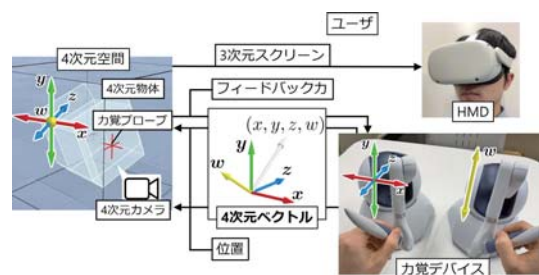 ユーザ
4次元空間
3次元スクリーン
4次元物体
フィードバック力
HMD
y
z
w
x
力覚プローブ
(x, y, z, w)
y
w
z
x
4次元ベクトル
4次元カメラ
位置
y
z
x
w
力覚デバイス